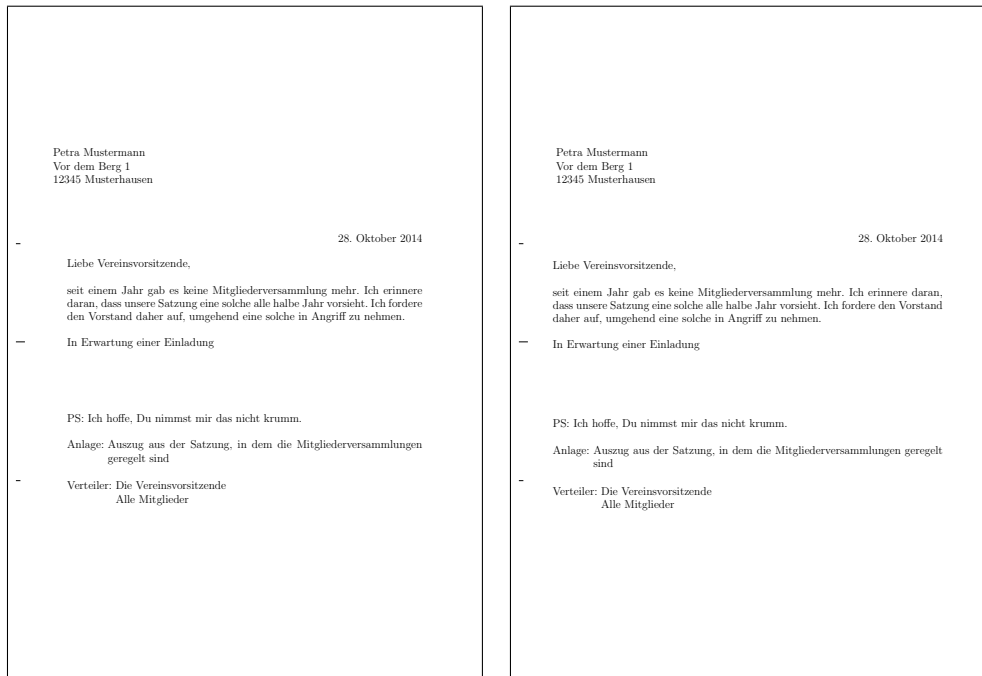 Petra Mustermann
Vor dem Berg 1
12345 Musterhausen
28. Oktober 2014
Liebe Vereinsvorsitzende,
seit einem Jahr gab es keine Mitgliederversammlung mehr. Ich erinnere
daran, dass unsere Satzung eine solche alle halbe Jahr vorsieht. Ich fordere
den Vorstand daher auf, umgehend eine solche in Angriff zu nehmen.
In Erwartung einer Einladung
PS: Ich hoffe, Du nimmst mir das nicht krumm.
Anlage: Auszug aus der Satzung, in dem die Mitgliederversammlungen
geregelt sind
Verteiler: Die Vereinsvorsitzende
Alle Mitglieder
Petra Mustermann
Vor dem Berg 1
12345 Musterhausen
28. Oktober 2014
Liebe Vereinsvorsitzende,
seit einem Jahr gab es keine Mitgliederversammlung mehr. Ich erinnere daran,
dass unsere Satzung eine solche alle halbe Jahr vorsieht. Ich fordere den Vorstand
daher auf, umgehend eine solche in Angriff zu nehmen.
In Erwartung einer Einladung
PS: Ich hoffe, Du nimmst mir das nicht krumm.
Anlage: Auszug aus der Satzung, in dem die Mitgliederversammlungen geregelt
sind
Verteiler: Die Vereinsvorsitzende
Alle Mitglieder